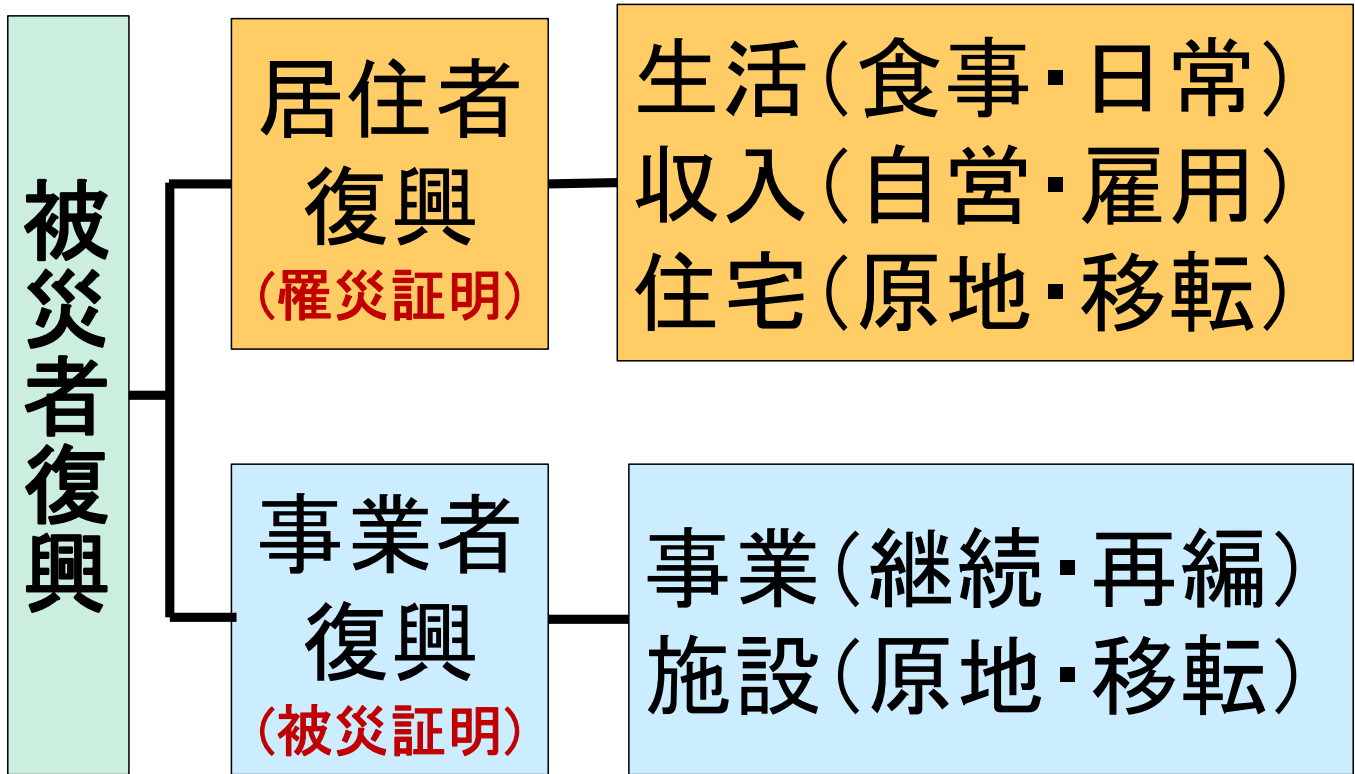 被災者復興
居住者
復興
(罹災証明)
生活(食事・日常)
収入(自営・雇用)
住宅(原地・移転)
事業者
復興
(被災証明)
事業(継続・再編)
施設(原地・移転)